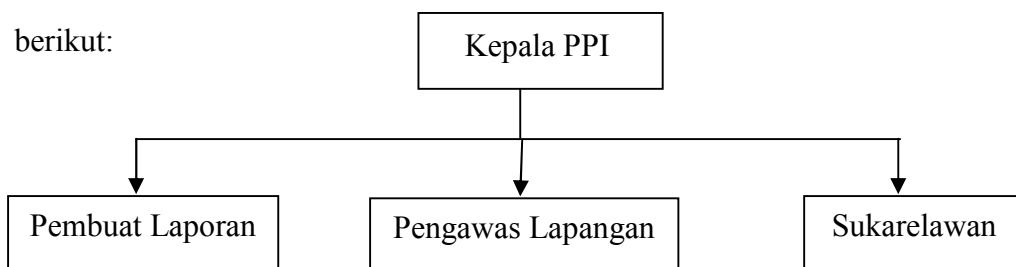 berikut:
Kepala PPI
Pembuat Laporan
Pengawas Lapangan
Sukarelawan